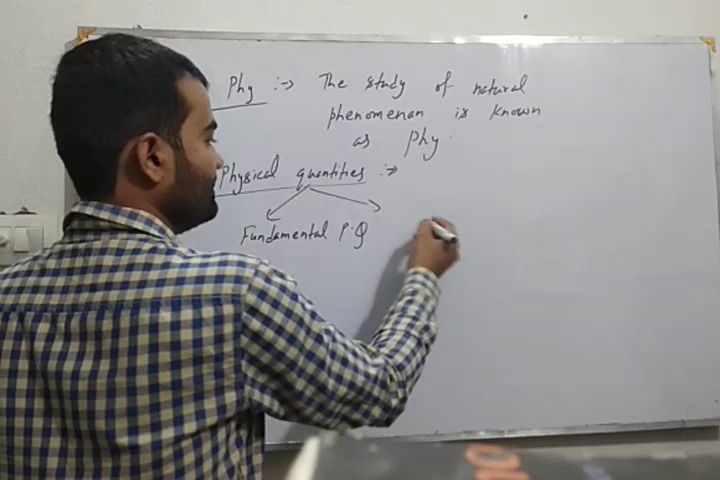 Phy :-> The study of natural
phenomenan is known
as Phy.
Physical quantities :->
Fundamental P.Q